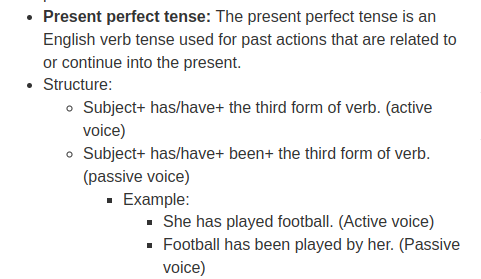 Present perfect tense: The present perfect tense is an
English verb tense used for past actions that are related to
or continue into the present.
Structure:
Subject+ has/have+ the third form of verb. (active
voice)
Subject+ has/have+ been+ the third form of verb.
(passive voice)
Example:
She has played football. (Active voice)
Football has been played by her. (Passive
voice)